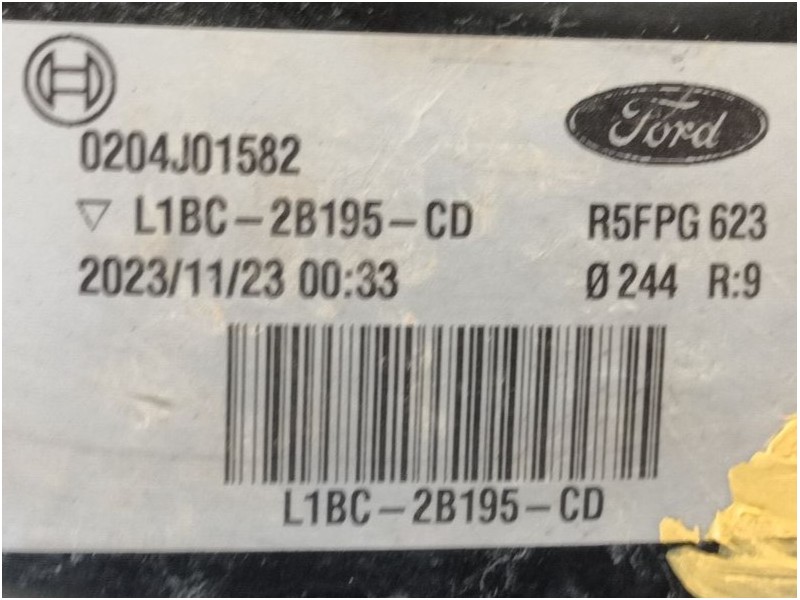 Ford
0204J01582
▽ L1BC-2B195-CD R5FPG 623
2023/11/23 00:33 Ø 244 R:9
L1BC-2B195-CD